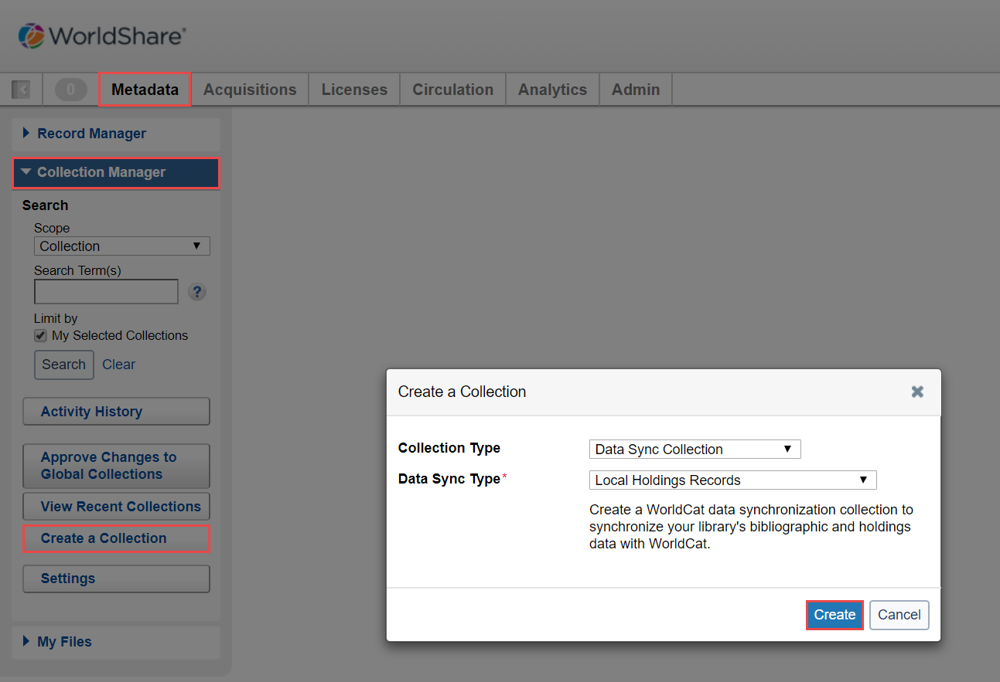 WorldShare®
0
Metadata
Acquisitions
Licenses
Circulation
Analytics
Admin
Record Manager
Collection Manager
Search
Scope
Collection
Search Term(s)
?
Limit by
My Selected Collections
Search
Clear
Activity History
Approve Changes to
Global Collections
View Recent Collections
Create a Collection
Settings
My Files
Create a Collection
Collection Type
Data Sync Collection
Data Sync Type*
Local Holdings Records
Create a WorldCat data synchronization collection to
synchronize your library's bibliographic and holdings
data with WorldCat.
Create
Cancel